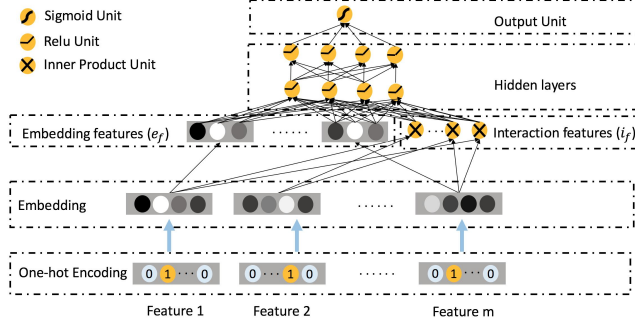 Sigmoid Unit
Relu Unit
Inner Product Unit
Output Unit
Hidden layers
Embedding features (e_f)
Interaction features (i_f)
Embedding
One-hot Encoding
0 1 ··· 0
0 ··· 1 0
······
0 1 ··· 0
Feature 1
Feature 2
Feature m